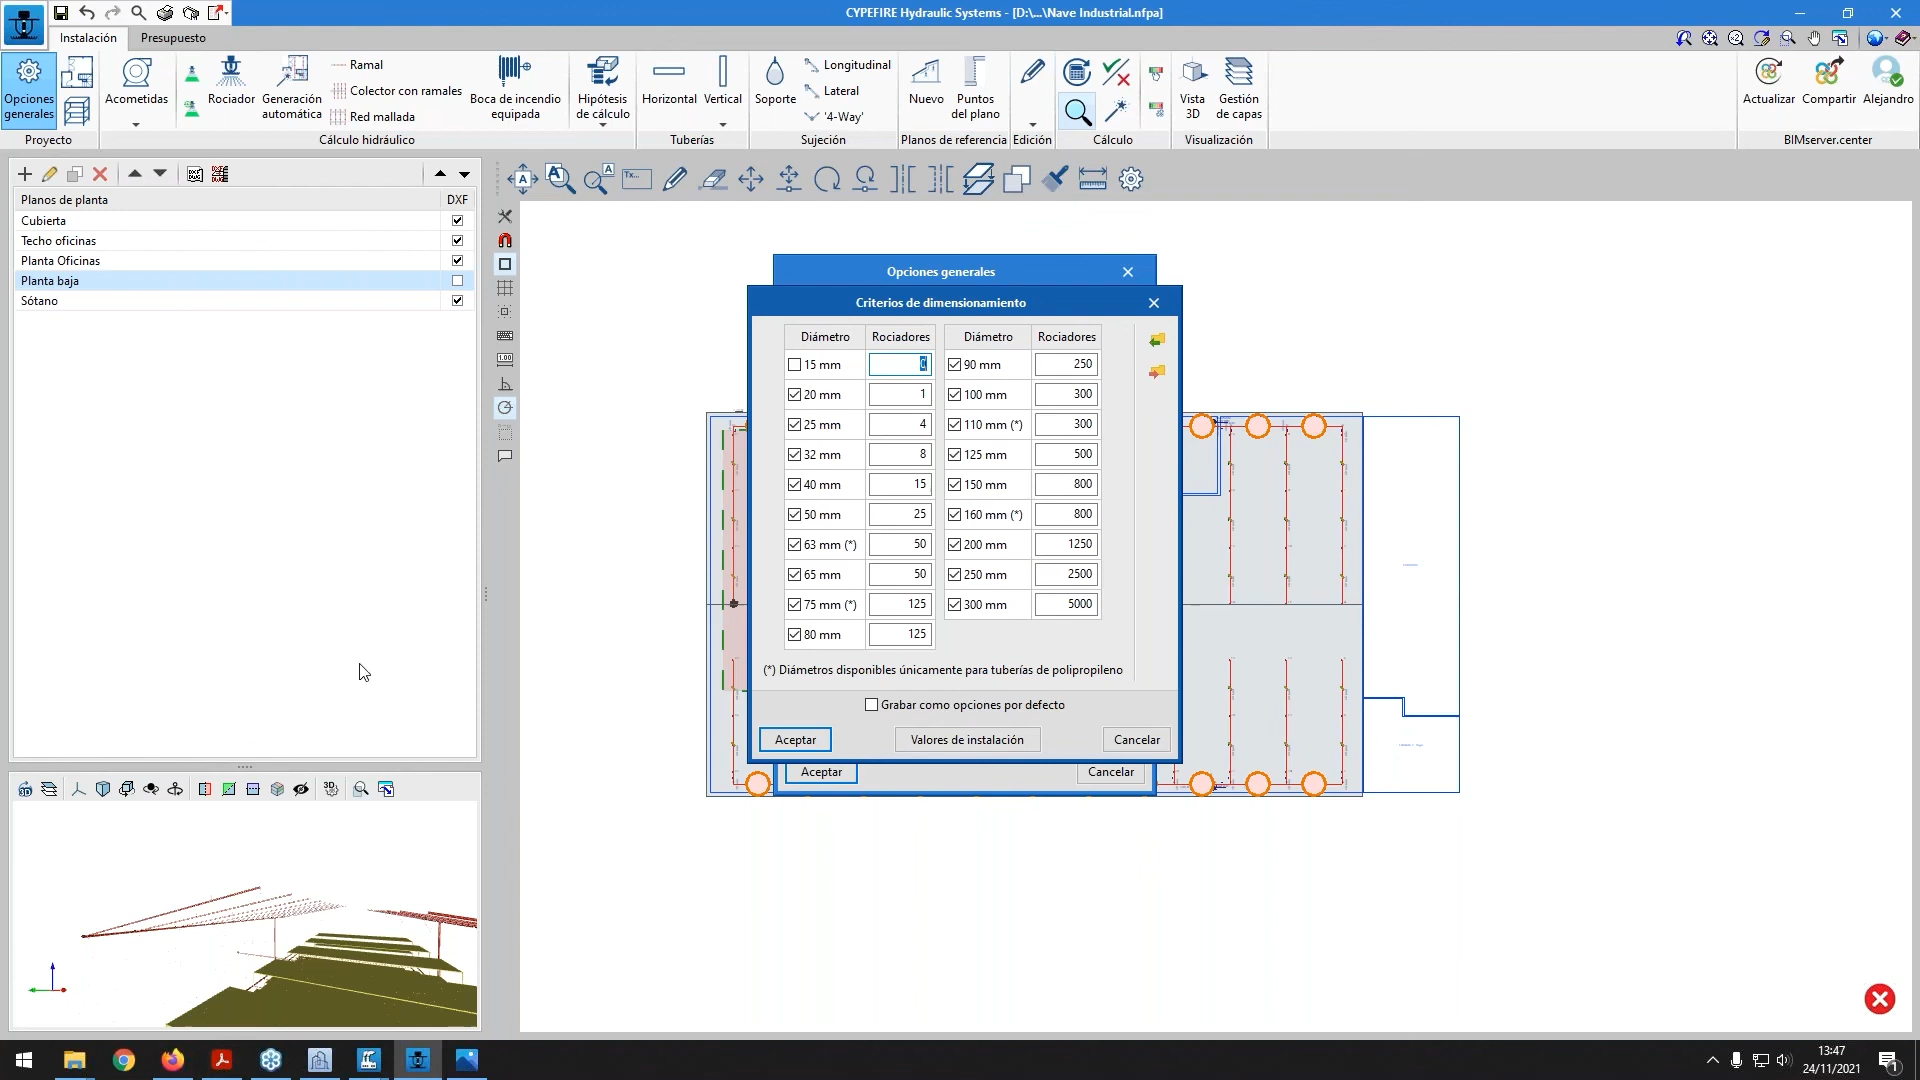 CYPEFIRE Hydraulic Systems - [D:\...\Nave Industrial.nfpa]
Instalación
Presupuesto
Opciones generales
Proyecto
Acometidas
Rociador
Generación automática
Ramal
Colector con ramales
Red mallada
Boca de incendio equipada
Hipótesis de cálculo
Cálculo hidráulico
Horizontal
Vertical
Tuberías
Soporte
Longitudinal
Lateral
'4-Way'
Sujeción
Nuevo
Puntos del plano
Planos de referencia
Edición
Cálculo
Vista 3D
Gestión de capas
Visualización
Actualizar
Compartir
Alejandro
BIMserver.center
Planos de planta DXF
Cubierta
Techo oficinas
Planta Oficinas
Planta baja
Sótano
Opciones generales
Criterios de dimensionamiento
Diámetro Rociadores Diámetro Rociadores
15 mm 0 90 mm 250
20 mm 1 100 mm 300
25 mm 4 110 mm (*) 300
32 mm 8 125 mm 500
40 mm 15 150 mm 800
50 mm 25 160 mm (*) 800
63 mm (*) 50 200 mm 1250
65 mm 50 250 mm 2500
75 mm (*) 125 300 mm 5000
80 mm 125
(*) Diámetros disponibles únicamente para tuberías de polipropileno
Grabar como opciones por defecto
Aceptar Valores de instalación Cancelar
Aceptar Cancelar
13:47
24/11/2021